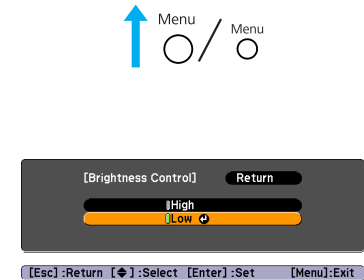 Menu
Menu
[Brightness Control] Return
High
Low
[Esc] :Return [◆] :Select [Enter] :Set [Menu]:Exit